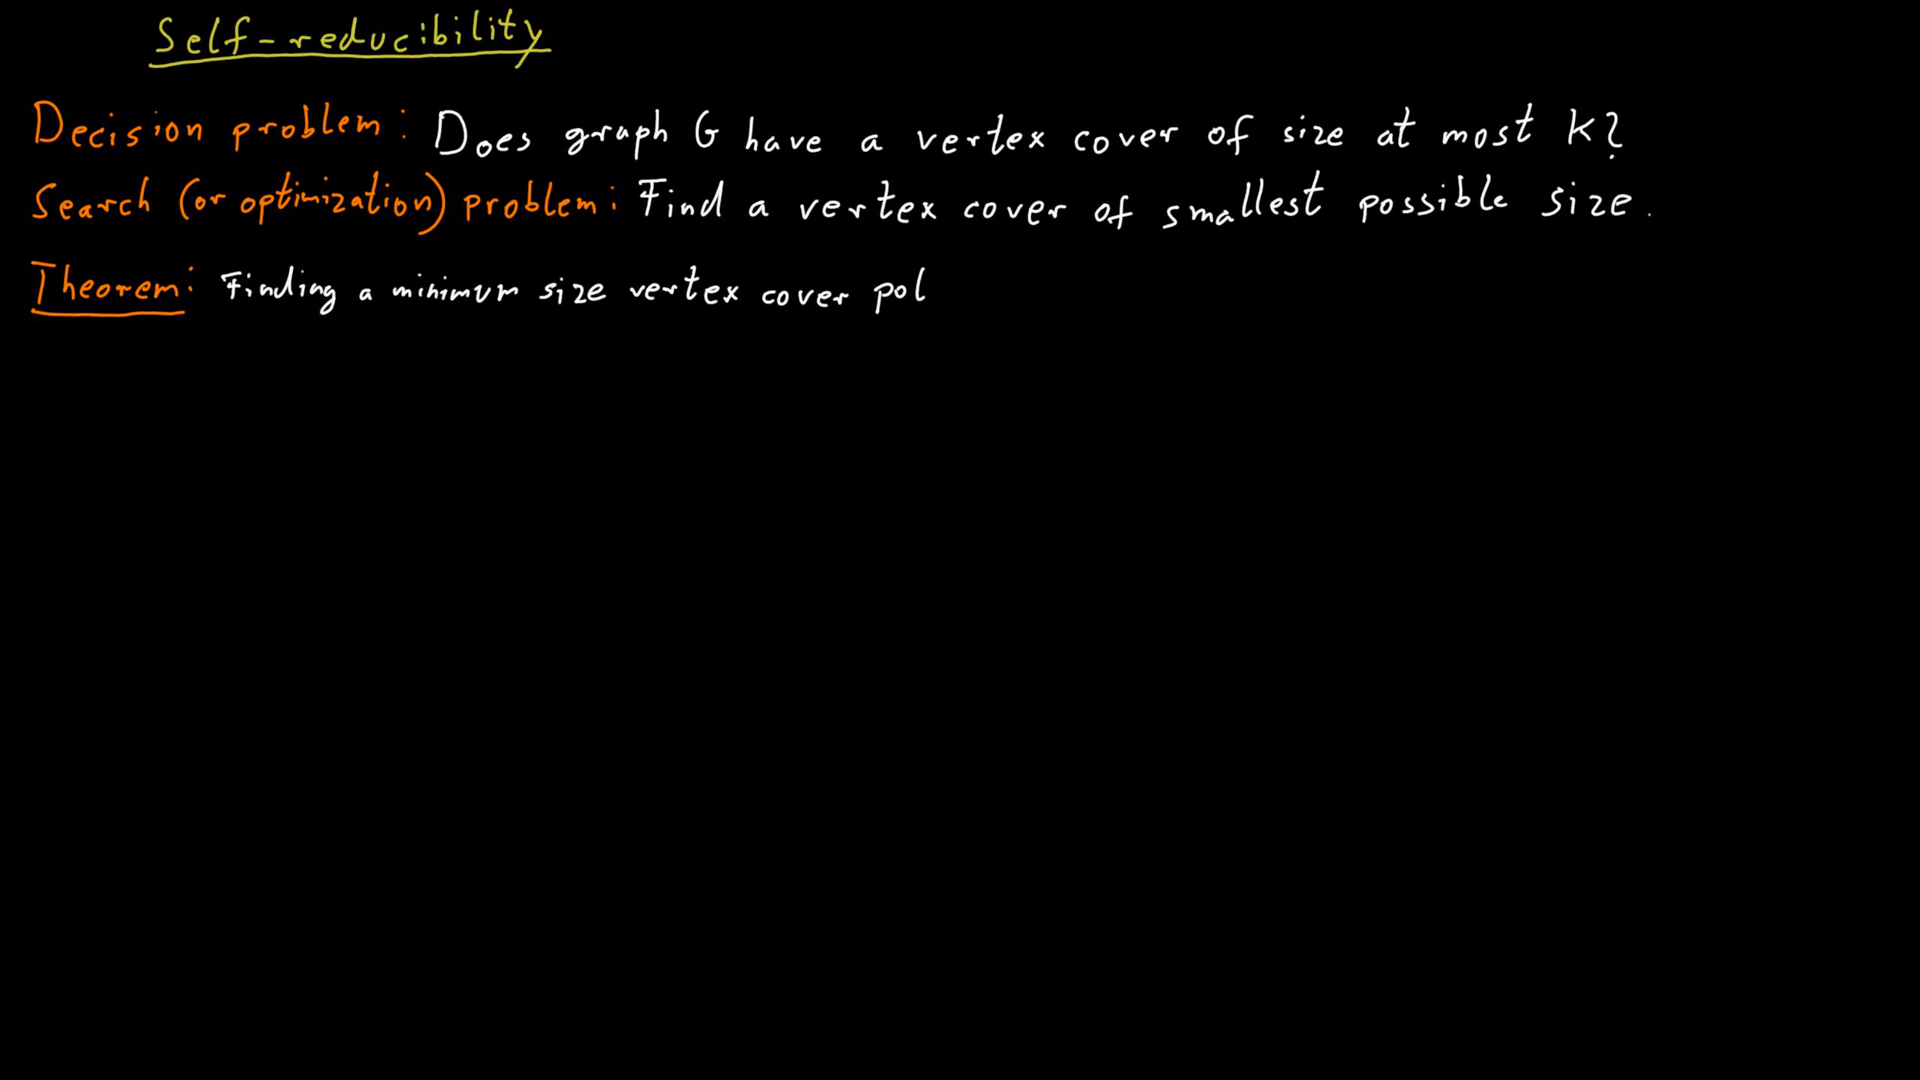 Self-reducibility
Decision problem: Does graph G have a vertex cover of size at most K?
Search (or optimization) problem: Find a vertex cover of smallest possible size.
Theorem: Finding a minimum size vertex cover pol